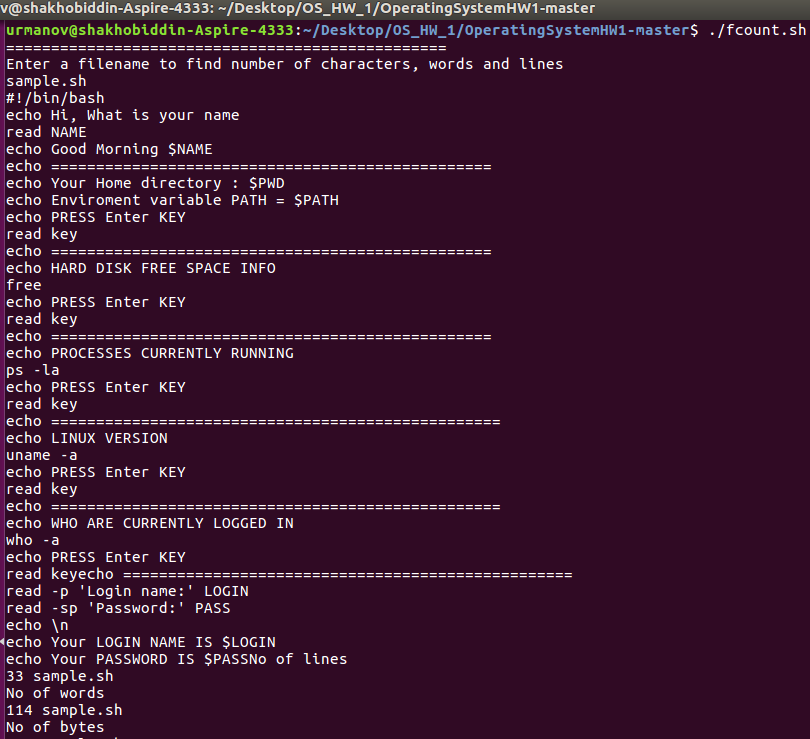 v@shakhobiddin-Aspire-4333: ~/Desktop/OS_HW_1/OperatingSystemHW1-master
urmanov@shakhobiddin-Aspire-4333:~/Desktop/OS_HW_1/OperatingSystemHW1-master$ ./fcount.sh
=================================================
Enter a filename to find number of characters, words and lines
sample.sh
#!/bin/bash
echo Hi, What is your name
read NAME
echo Good Morning $NAME
echo =================================================
echo Your Home directory : $PWD
echo Enviroment variable PATH = $PATH
echo PRESS Enter KEY
read key
echo =================================================
echo HARD DISK FREE SPACE INFO
free
echo PRESS Enter KEY
read key
echo =================================================
echo PROCESSES CURRENTLY RUNNING
ps -la
echo PRESS Enter KEY
read key
echo ==================================================
echo LINUX VERSION
uname -a
echo PRESS Enter KEY
read key
echo ==================================================
echo WHO ARE CURRENTLY LOGGED IN
who -a
echo PRESS Enter KEY
read keyecho ==================================================
read -p 'Login name:' LOGIN
read -sp 'Password:' PASS
echo \n
echo Your LOGIN NAME IS $LOGIN
echo Your PASSWORD IS $PASSNo of lines
33 sample.sh
No of words
114 sample.sh
No of bytes